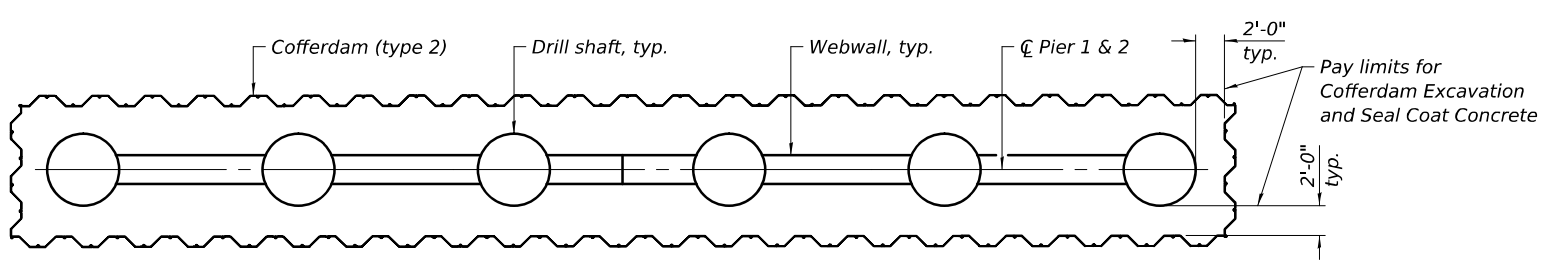 2'-0"
typ.
Cofferdam (type 2)
Drill shaft, typ.
Webwall, typ.
℄ Pier 1 & 2
Pay limits for
Cofferdam Excavation
and Seal Coat Concrete
2'-0"
typ.